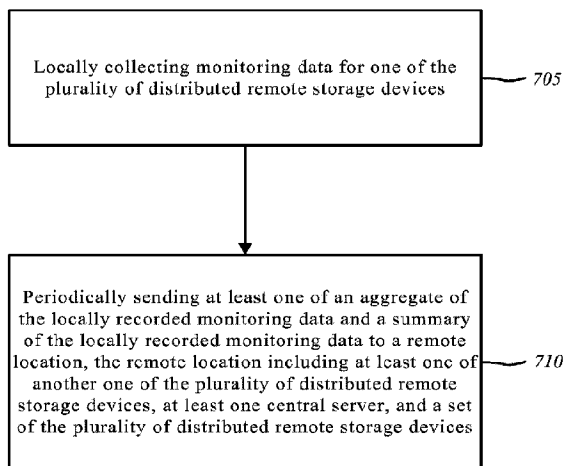 Locally collecting monitoring data for one of the
plurality of distributed remote storage devices
705
Periodically sending at least one of an aggregate of
the locally recorded monitoring data and a summary
of the locally recorded monitoring data to a remote
location, the remote location including at least one of
another one of the plurality of distributed remote
storage devices, at least one central server, and a set
of the plurality of distributed remote storage devices
710